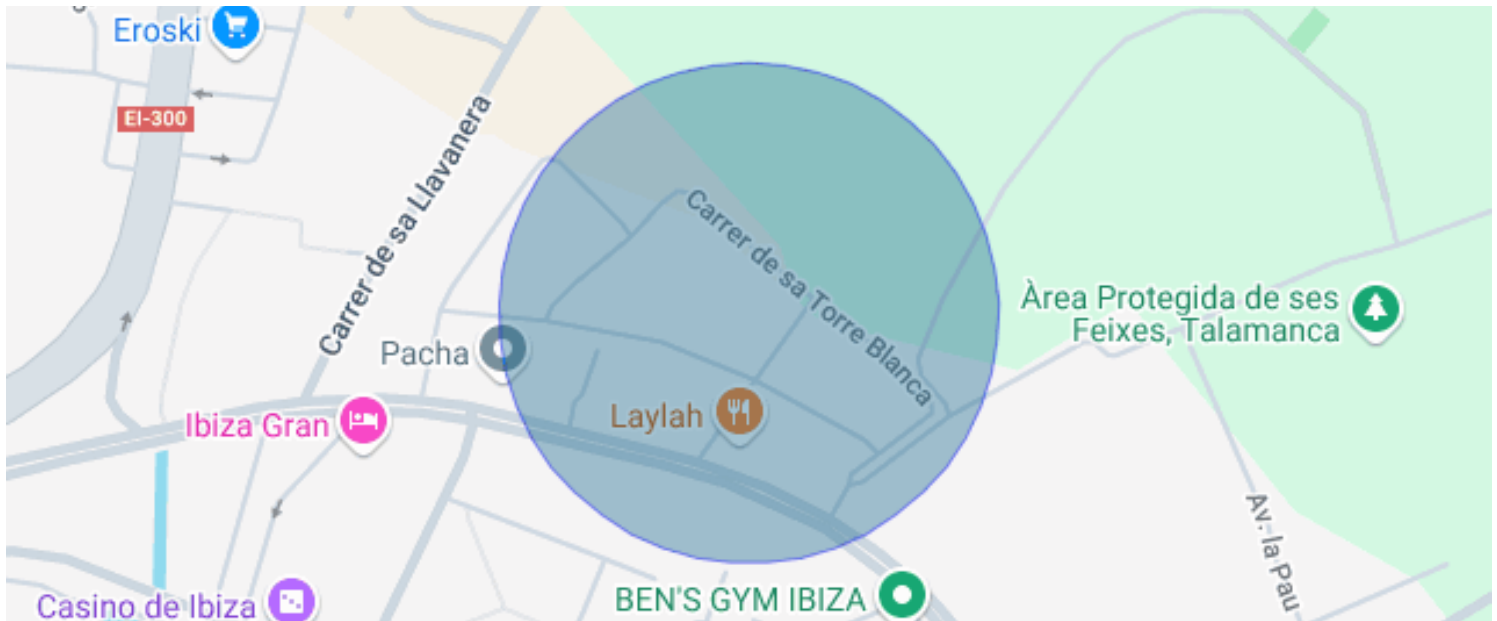 Eroski
EI-300
Carrer de sa Llavanera
Carrer de sa Torre Blanca
Àrea Protegida de ses
Feixes, Talamanca
Pacha
Laylah
Ibiza Gran
Av. la Pau
Casino de Ibiza
BEN'S GYM IBIZA